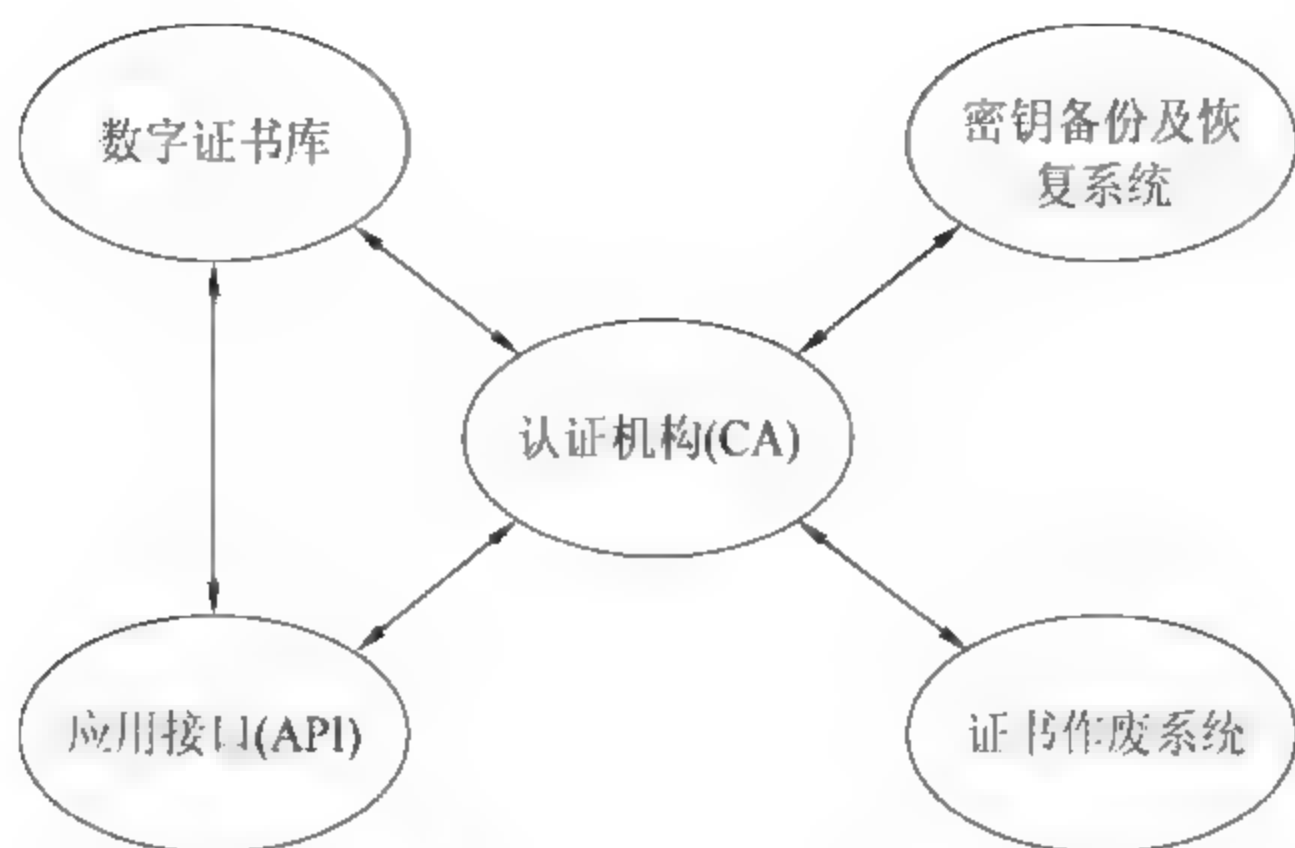 数字证书库
密钥备份及恢
复系统
认证机构(CA)
应用接口(API)
证书作废系统